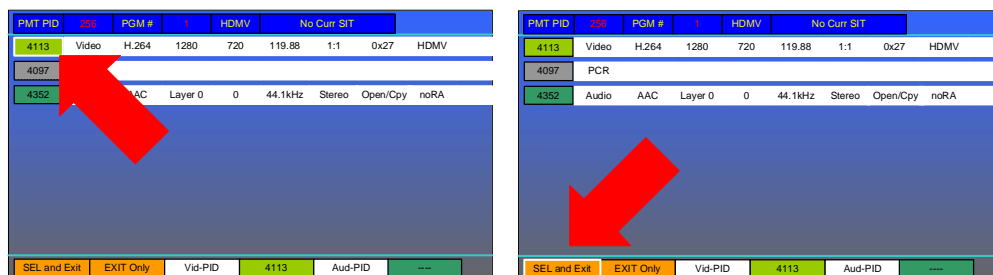 PMT PID 256 PGM # 1 HDMV No Curr SIT
4113 Video H.264 1280 720 119.88 1:1 0x27 HDMV
4097
4352 AAC Layer 0 0 44.1kHz Stereo Open/Cpy noRA
SEL and Exit EXIT Only Vid-PID 4113 Aud-PID ----
PMT PID 256 PGM # 1 HDMV No Curr SIT
4113 Video H.264 1280 720 119.88 1:1 0x27 HDMV
4097 PCR
4352 Audio AAC Layer 0 0 44.1kHz Stereo Open/Cpy noRA
SEL and Exit EXIT Only Vid-PID 4113 Aud-PID ----